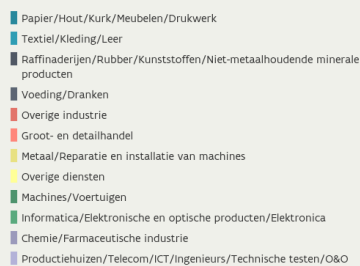 Papier/Hout/Kurk/Meubelen/Drukwerk
Textiel/Kleding/Leer
Raffinaderijen/Rubber/Kunststoffen/Niet-metaalhoudende minerale
producten
Voeding/Dranken
Overige industrie
Groot- en detailhandel
Metaal/Reparatie en installatie van machines
Overige diensten
Machines/Voertuigen
Informatica/Elektronische en optische producten/Elektronica
Chemie/Farmaceutische industrie
Productiehuizen/Telecom/ICT/Ingenieurs/Technische testen/O&O